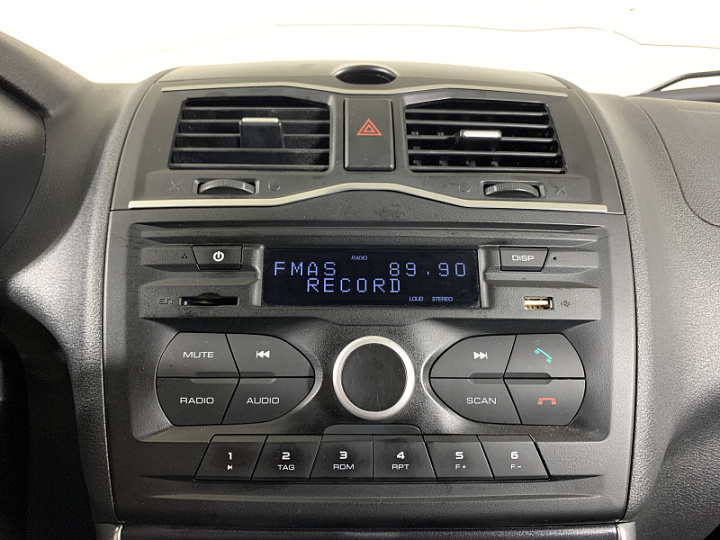 RADIO
FMAS 89.90
RECORD
LOUD STEREO
DISP
MUTE
RADIO AUDIO
SCAN
1 2 3 4 5 6
TAG RDM RPT F+ F-